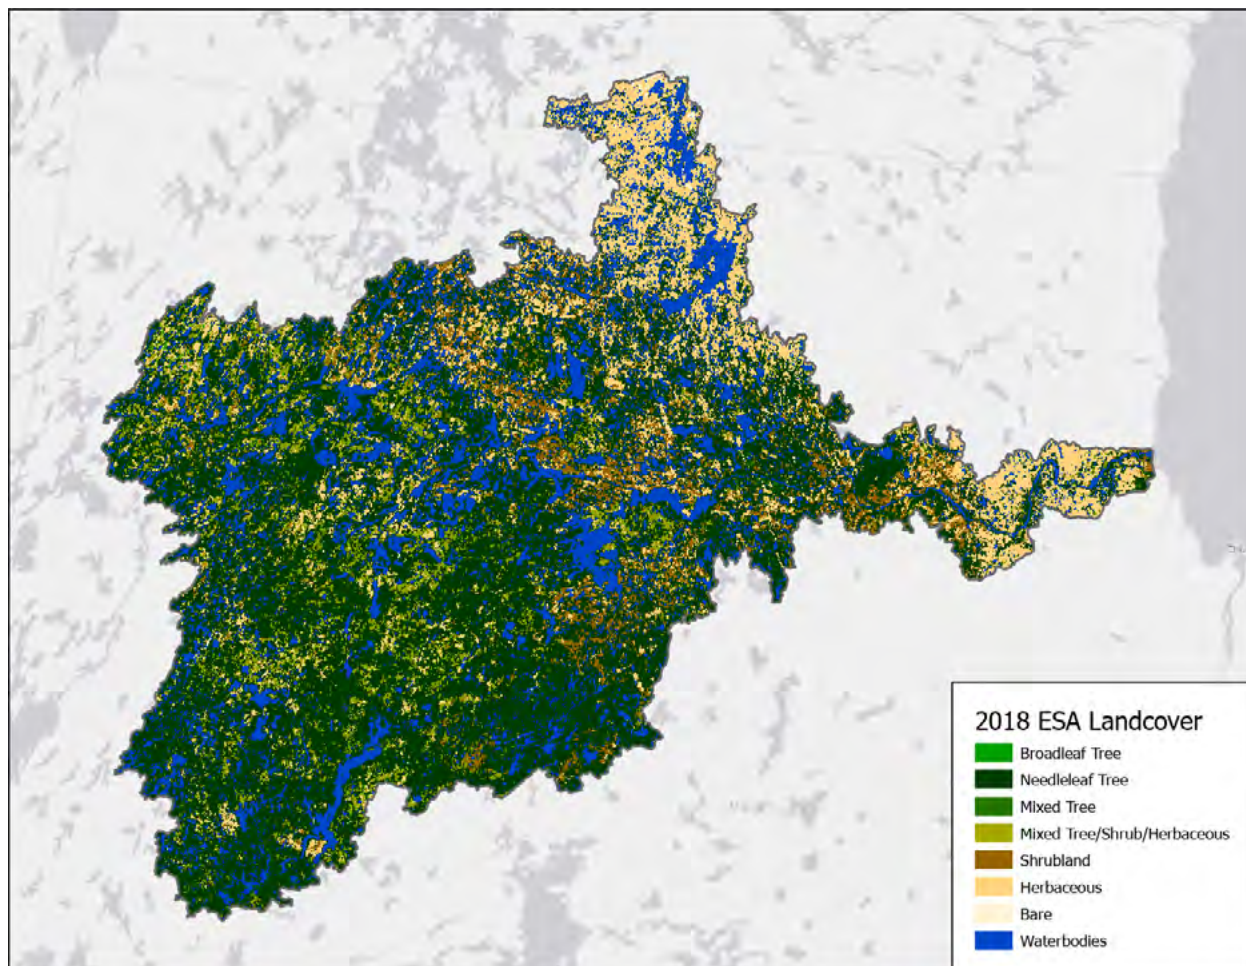 2018 ESA Landcover
Broadleaf Tree
Needleleaf Tree
Mixed Tree
Mixed Tree/Shrub/Herbaceous
Shrubland
Herbaceous
Bare
Waterbodies